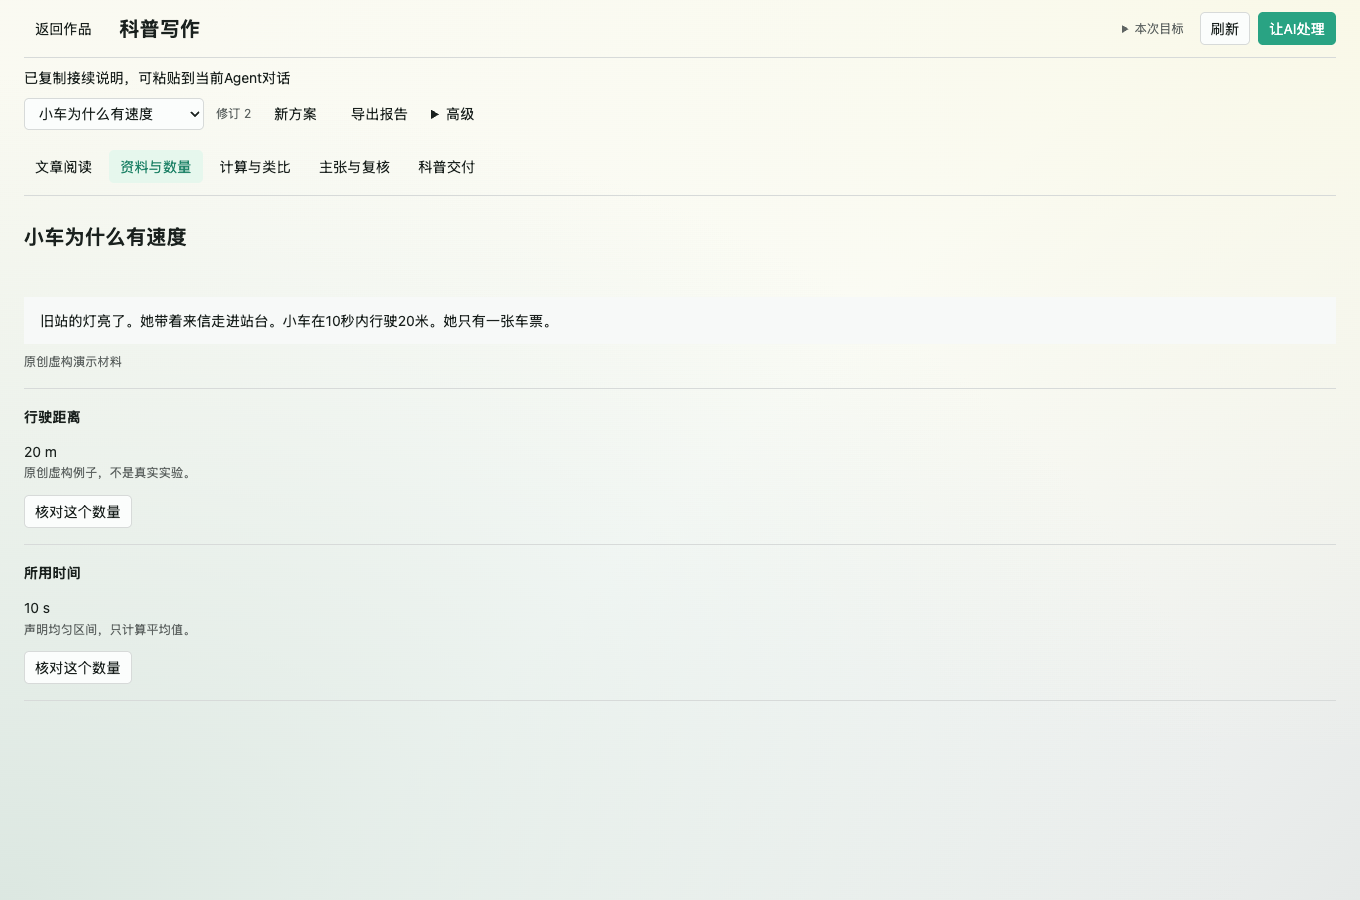 返回作品 科普写作 ▶ 本次目标 刷新 让AI处理
已复制接续说明，可粘贴到当前Agent对话
小车为什么有速度 修订 2 新方案 导出报告 ▶ 高级
文章阅读 资料与数量 计算与类比 主张与复核 科普交付
小车为什么有速度
旧站的灯亮了。她带着来信走进站台。小车在10秒内行驶20米。她只有一张车票。
原创虚构演示材料
行驶距离
20 m
原创虚构例子，不是真实实验。
核对这个数量
所用时间
10 s
声明均匀区间，只计算平均值。
核对这个数量